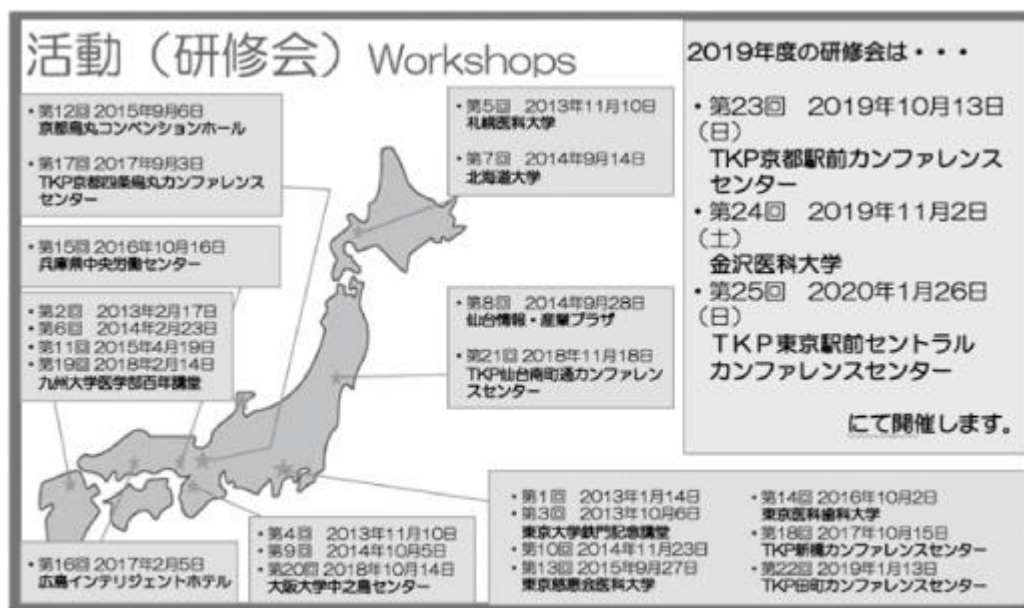 活動（研修会）Workshops
・第12回 2015年9月6日
京都烏丸コンベンションホール
・第17回 2017年9月3日
TKP京都四条烏丸カンファレンス
センター
・第15回 2016年10月16日
兵庫県中央労働センター
・第2回 2013年2月17日
・第6回 2014年2月23日
・第11回 2015年4月19日
・第19回 2018年2月14日
九州大学医学部百年講堂
・第16回 2017年2月5日
広島インテリジェントホテル
・第4回 2013年11月10日
・第9回 2014年10月5日
・第20回 2018年10月14日
大阪大学中之島センター
・第5回 2013年11月10日
札幌医科大学
・第7回 2014年9月14日
北海道大学
・第8回 2014年9月28日
仙台情報・産業プラザ
・第21回 2018年11月18日
TKP仙台南町通カンファレン
スセンター
・第1回 2013年1月14日
・第3回 2013年10月6日
東京大学鉄門記念講堂
・第10回 2014年11月23日
・第13回 2015年9月27日
東京慈恵会医科大学
・第14回 2016年10月2日
東京医科歯科大学
・第18回 2017年10月15日
TKP新橋カンファレンスセンター
・第22回 2019年1月13日
TKP田町カンファレンスセンター
2019年度の研修会は・・・
・第23回 2019年10月13日
（日）
TKP京都駅前カンファレンス
センター
・第24回 2019年11月2日
（土）
金沢医科大学
・第25回 2020年1月26日
（日）
ＴＫＰ東京駅前セントラル
カンファレンスセンター
にて開催します。